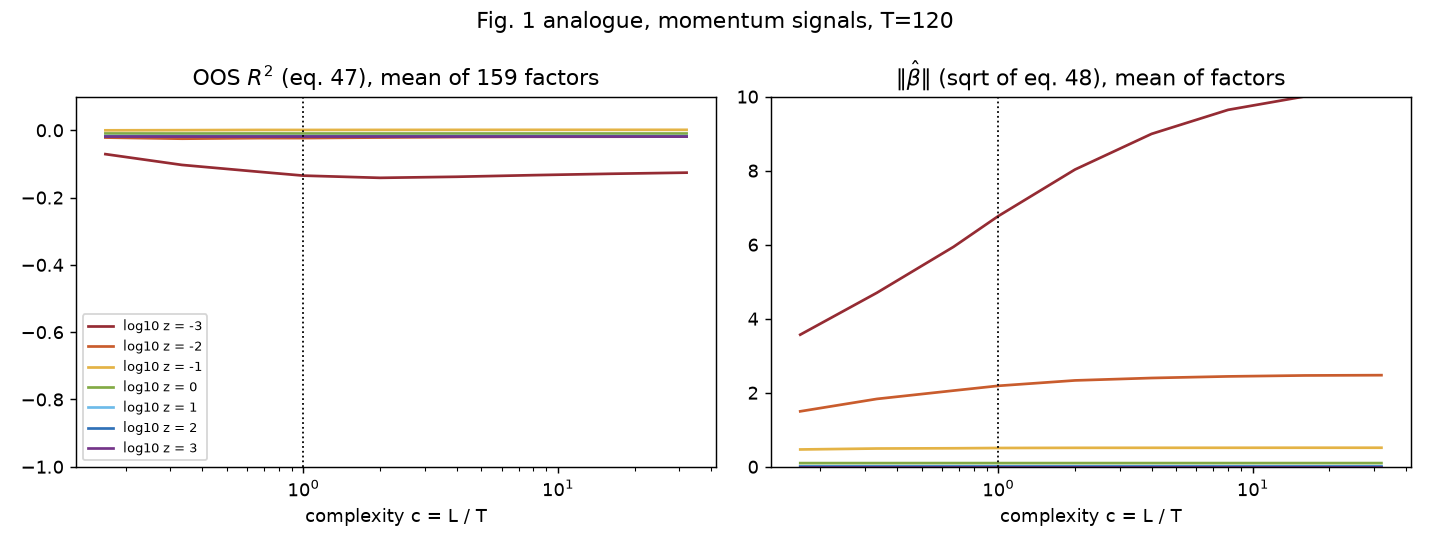 Fig. 1 analogue, momentum signals, T=120
OOS R² (eq. 47), mean of 159 factors
0.0
−0.2
−0.4
−0.6
−0.8
−1.0
log10 z = -3
log10 z = -2
log10 z = -1
log10 z = 0
log10 z = 1
log10 z = 2
log10 z = 3
10⁰
10¹
complexity c = L / T
‖β̂‖ (sqrt of eq. 48), mean of factors
10
8
6
4
2
0
10⁰
10¹
complexity c = L / T